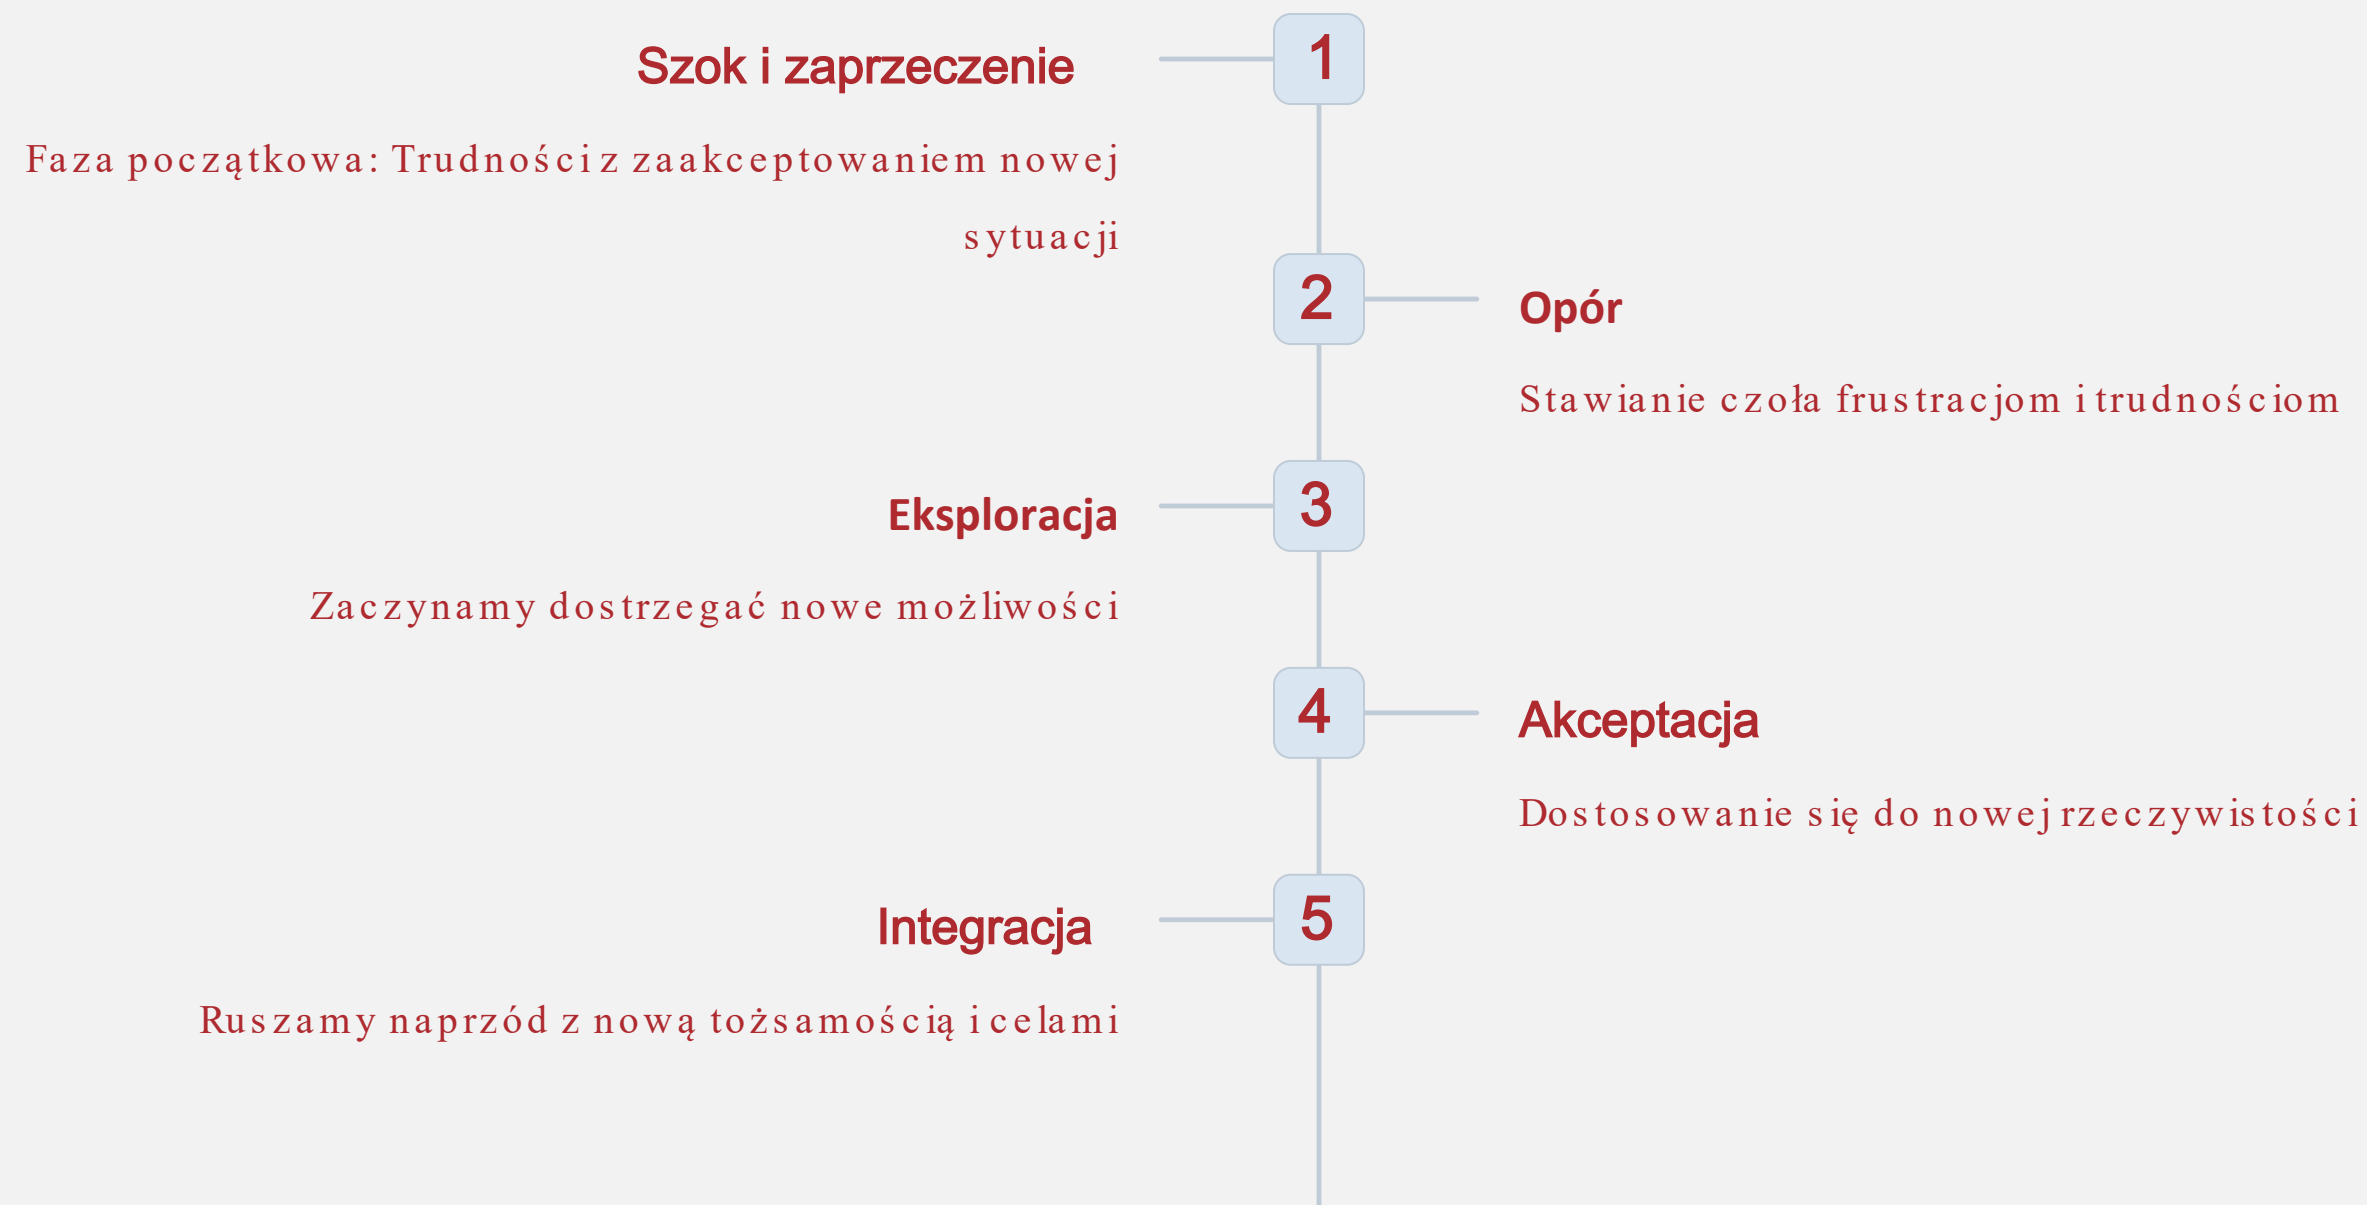 1
Szok i zaprzeczenie
Faza początkowa: Trudności z zaakceptowaniem nowej
sytuacji
2
Opór
Stawianie czoła frustracjom i trudnościom
3
Eksploracja
Zaczynamy dostrzegać nowe możliwości
4
Akceptacja
Dostosowanie się do nowej rzeczywistości
5
Integracja
Ruszamy naprzód z nową tożsamością i celami